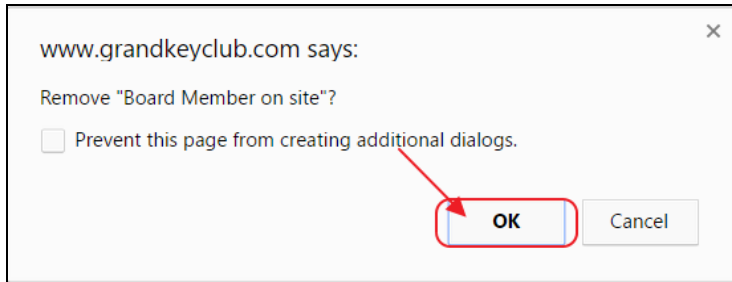 www.grandkeyclub.com says:
Remove "Board Member on site"?
Prevent this page from creating additional dialogs.
OK Cancel